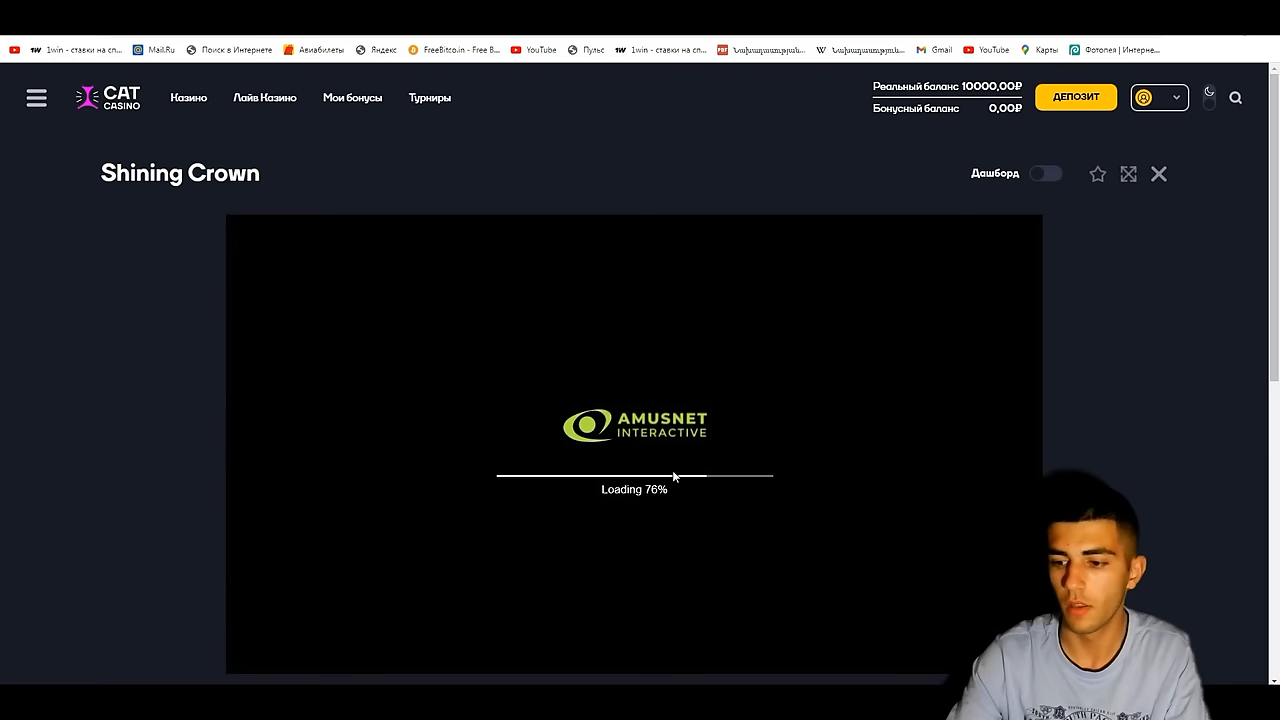 1win - ставки на сп...
Mail.Ru
Поиск в Интернете
Авиабилеты
Яндекс
FreeBitco.in - Free B...
YouTube
Пульс
1win - ставки на сп...
Նախադասության...
Նախադասություն...
Gmail
YouTube
Карты
Фотопея | Интерне...
CAT
CASINO
Казино
Лайв Казино
Мои бонусы
Турниры
Реальный баланс 10000,00₽
Бонусный баланс 0,00₽
ДЕПОЗИТ
Shining Crown
Дашборд
AMUSNET
INTERACTIVE
Loading 76%